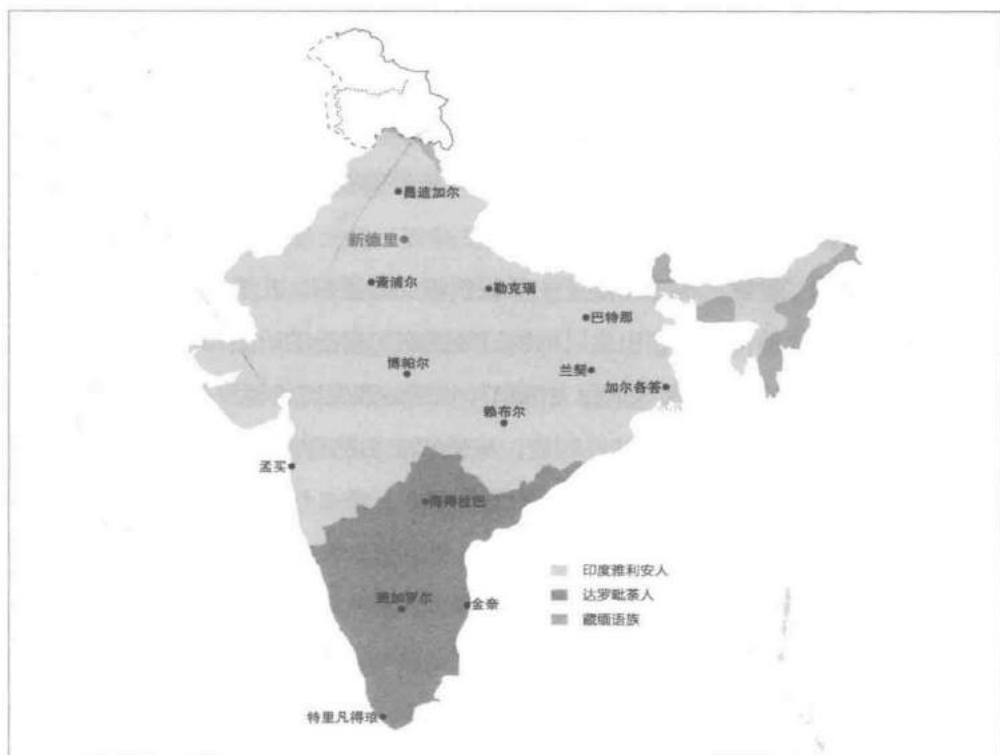 昌迪加尔
新德里
斋浦尔
勒克瑙
巴特那
博帕尔
兰契
加尔各答
赖布尔
孟买
海得拉巴
印度雅利安人
达罗毗荼人
藏缅语族
班加罗尔
金奈
特里凡得琅